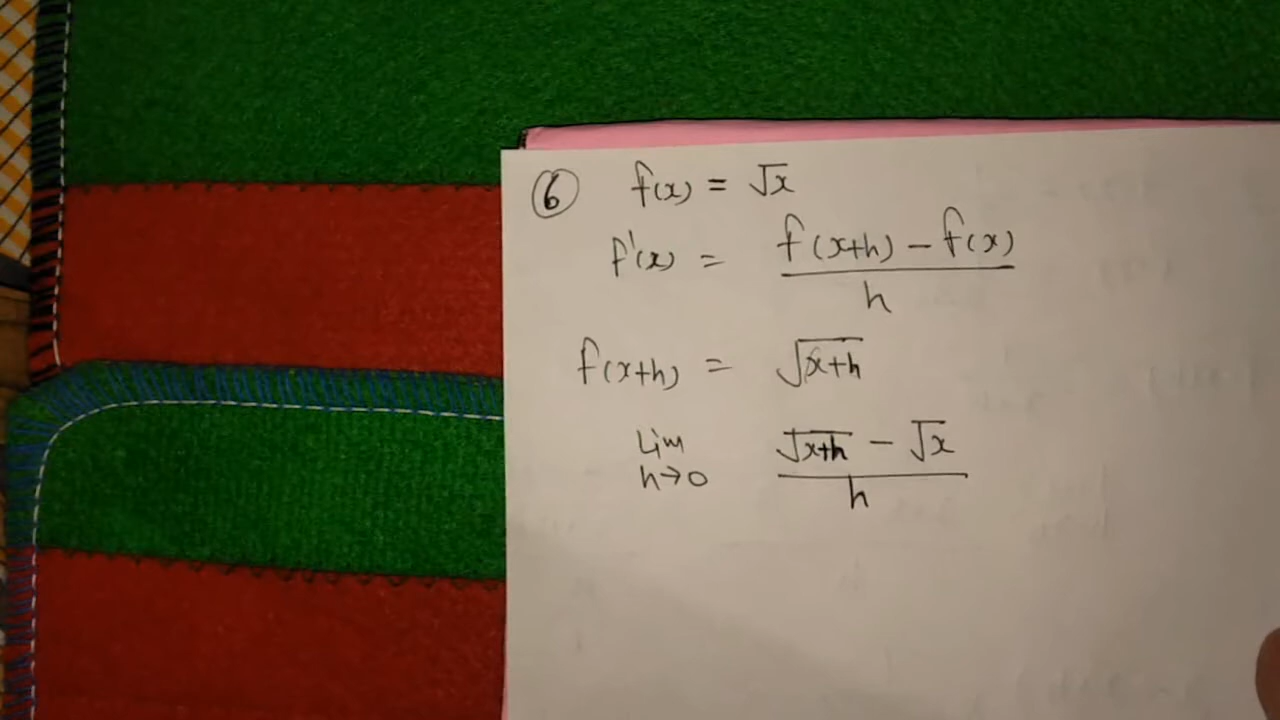 ⑥ f(x) = √x
f'(x) = f(x+h) - f(x) / h
f(x+h) = √x+h
Lim h→0 √x+h - √x / h